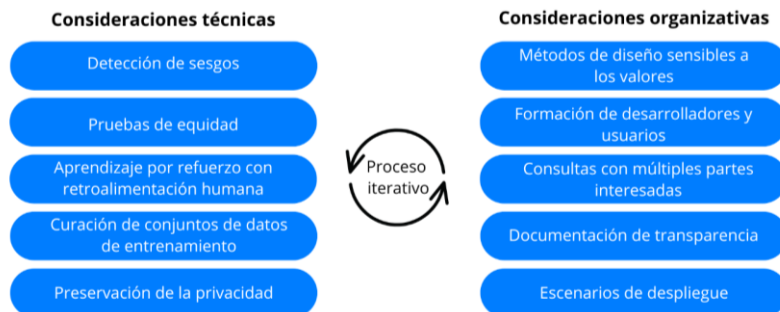 Consideraciones técnicas
Detección de sesgos
Pruebas de equidad
Aprendizaje por refuerzo con
retroalimentación humana
Curación de conjuntos de datos
de entrenamiento
Preservación de la privacidad
Proceso
iterativo
Consideraciones organizativas
Métodos de diseño sensibles a
los valores
Formación de desarrolladores y
usuarios
Consultas con múltiples partes
interesadas
Documentación de transparencia
Escenarios de despliegue